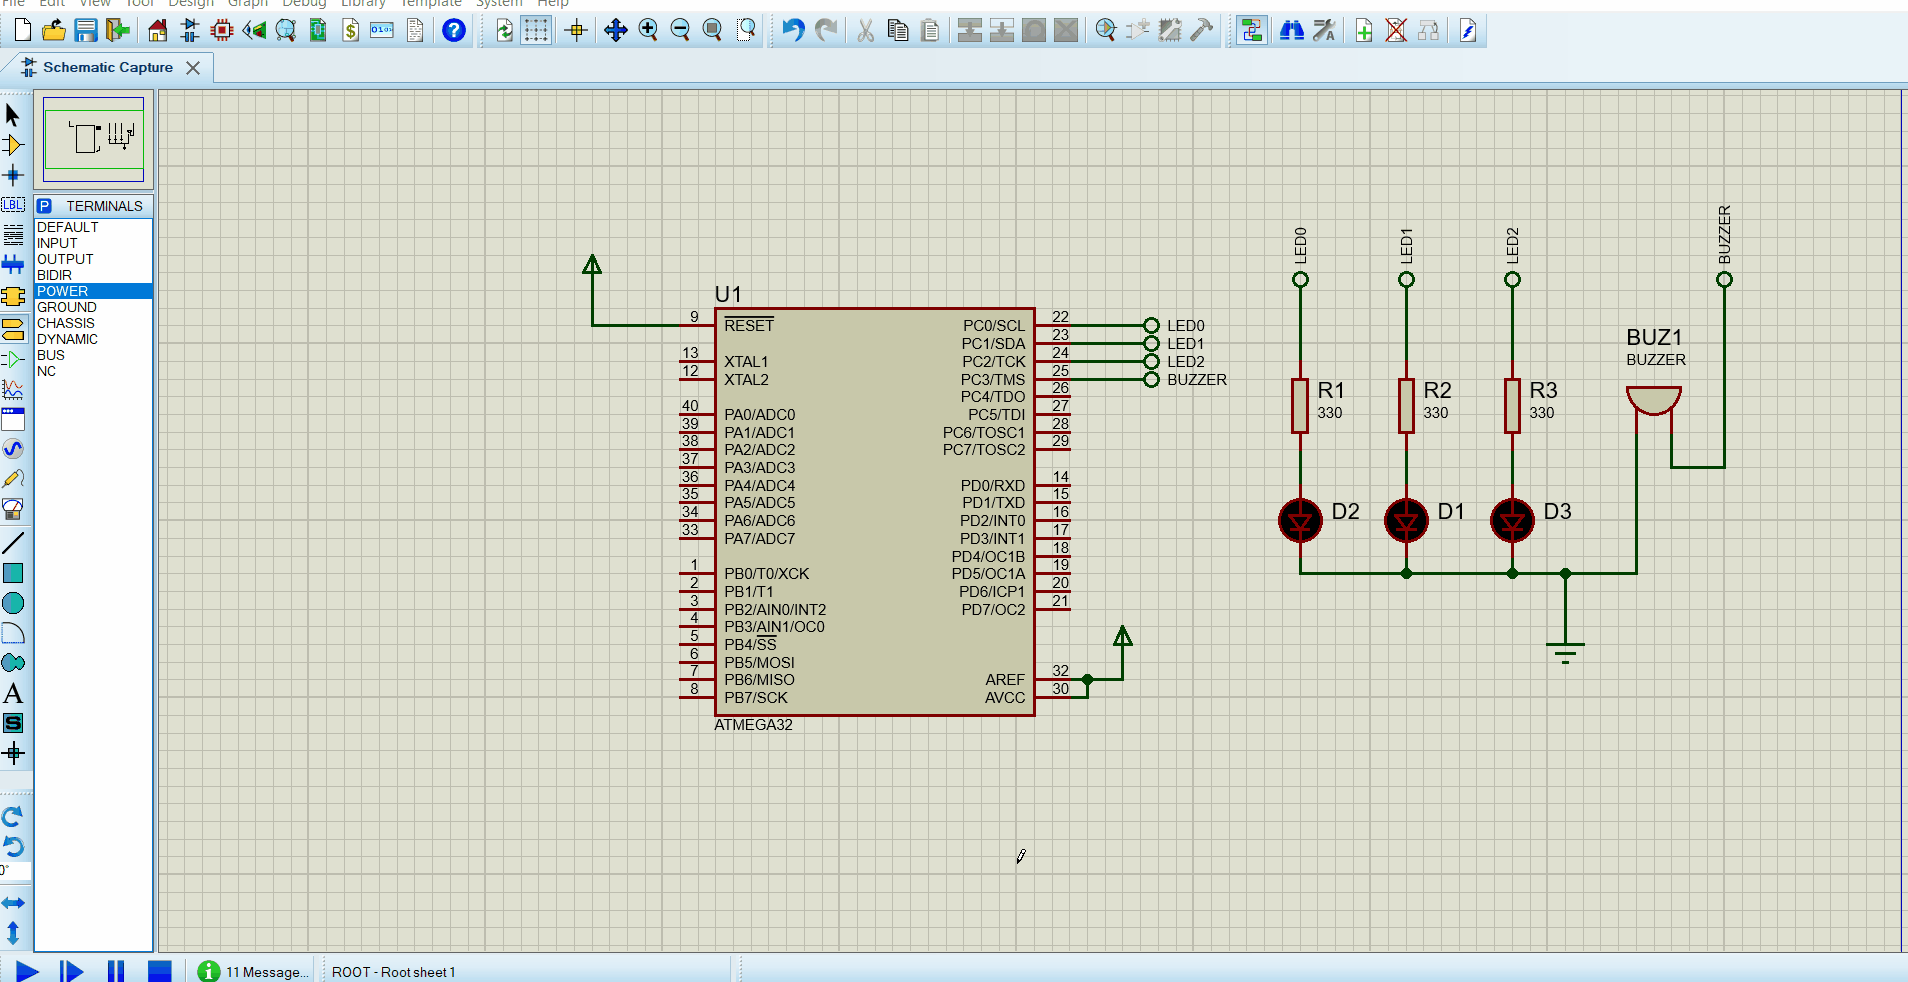 File Edit View Tool Design Graph Debug Library Template System Help
$
0101
?
Schematic Capture
LBL
P TERMINALS
DEFAULT
INPUT
OUTPUT
BIDIR
POWER
GROUND
CHASSIS
DYNAMIC
BUS
NC
A
S
0°
U1
9 RESET
13 XTAL1
12 XTAL2
40 PA0/ADC0
39 PA1/ADC1
38 PA2/ADC2
37 PA3/ADC3
36 PA4/ADC4
35 PA5/ADC5
34 PA6/ADC6
33 PA7/ADC7
1 PB0/T0/XCK
2 PB1/T1
3 PB2/AIN0/INT2
4 PB3/AIN1/OC0
5 PB4/SS
6 PB5/MOSI
7 PB6/MISO
8 PB7/SCK
PC0/SCL 22 LED0
PC1/SDA 23 LED1
PC2/TCK 24 LED2
PC3/TMS 25 BUZZER
PC4/TDO 26
PC5/TDI 27
PC6/TOSC1 28
PC7/TOSC2 29
PD0/RXD 14
PD1/TXD 15
PD2/INT0 16
PD3/INT1 17
PD4/OC1B 18
PD5/OC1A 19
PD6/ICP1 20
PD7/OC2 21
AREF 32
AVCC 30
ATMEGA32
LED0
LED1
LED2
BUZZER
R1
330
R2
330
R3
330
D2
D1
D3
BUZ1
BUZZER
i 11 Message...
ROOT - Root sheet 1